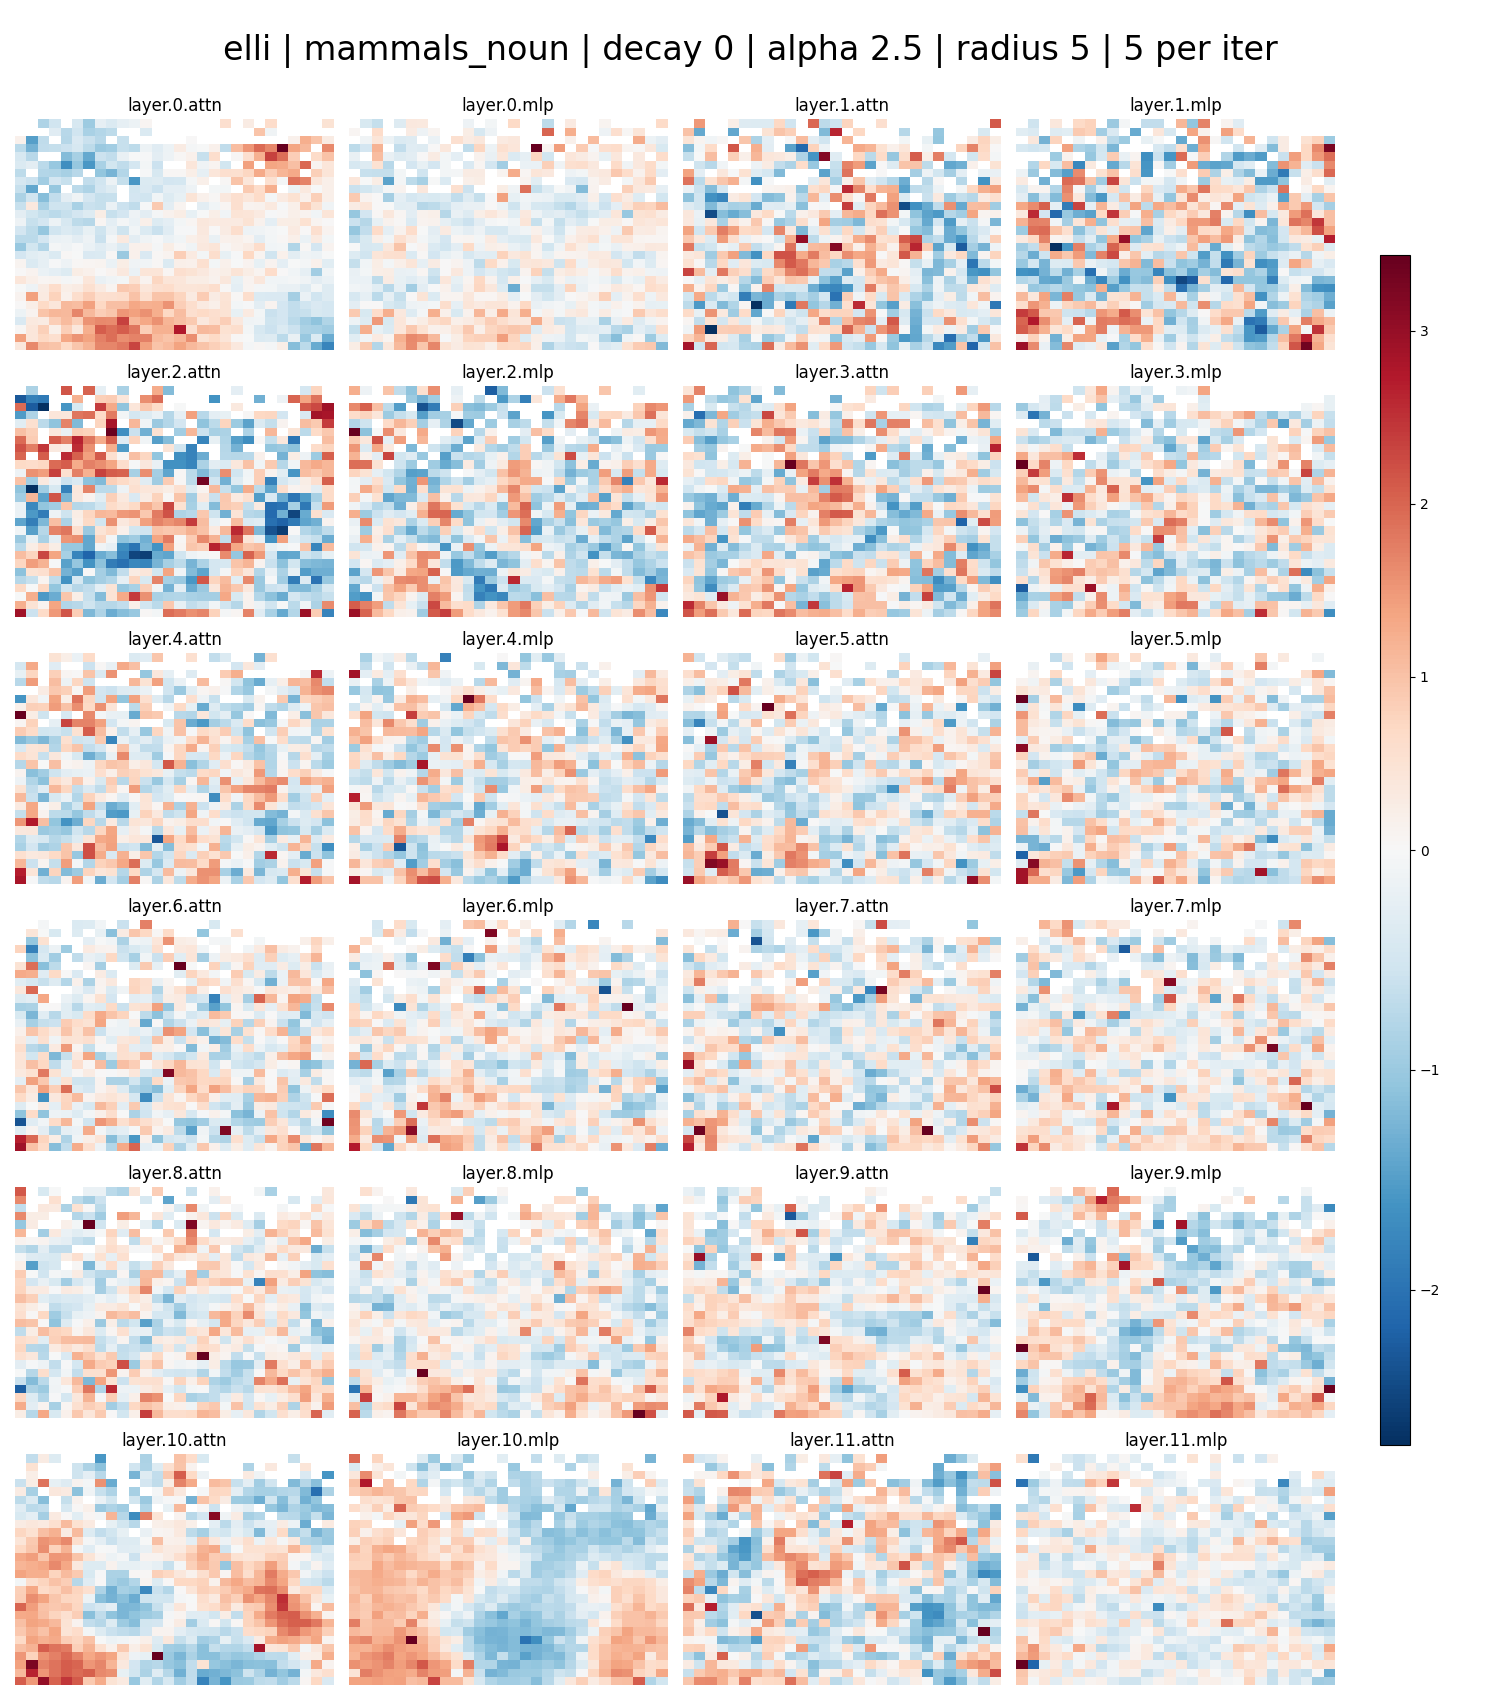 elli | mammals_noun | decay 0 | alpha 2.5 | radius 5 | 5 per iter
layer.0.attn layer.0.mlp layer.1.attn layer.1.mlp
layer.2.attn layer.2.mlp layer.3.attn layer.3.mlp
layer.4.attn layer.4.mlp layer.5.attn layer.5.mlp
layer.6.attn layer.6.mlp layer.7.attn layer.7.mlp
layer.8.attn layer.8.mlp layer.9.attn layer.9.mlp
layer.10.attn layer.10.mlp layer.11.attn layer.11.mlp
3
2
1
0
−1
−2